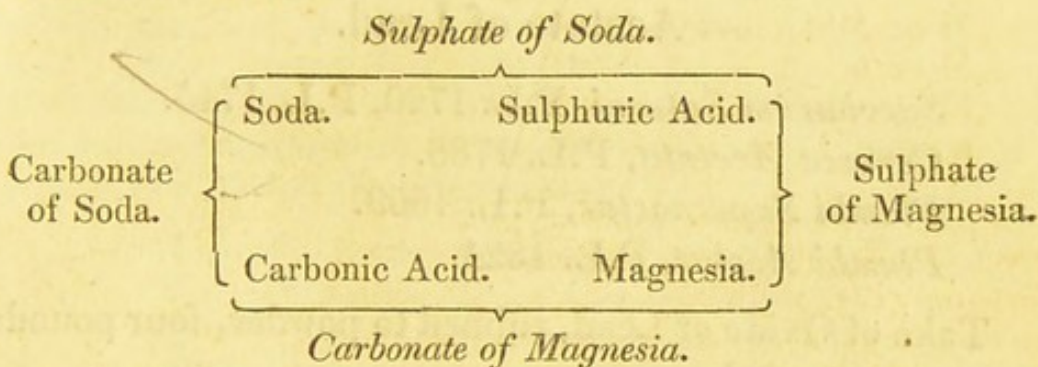 Sulphate of Soda.
Soda. Sulphuric Acid.
Carbonate
of Soda.
Sulphate
of Magnesia.
Carbonic Acid. Magnesia.
Carbonate of Magnesia.